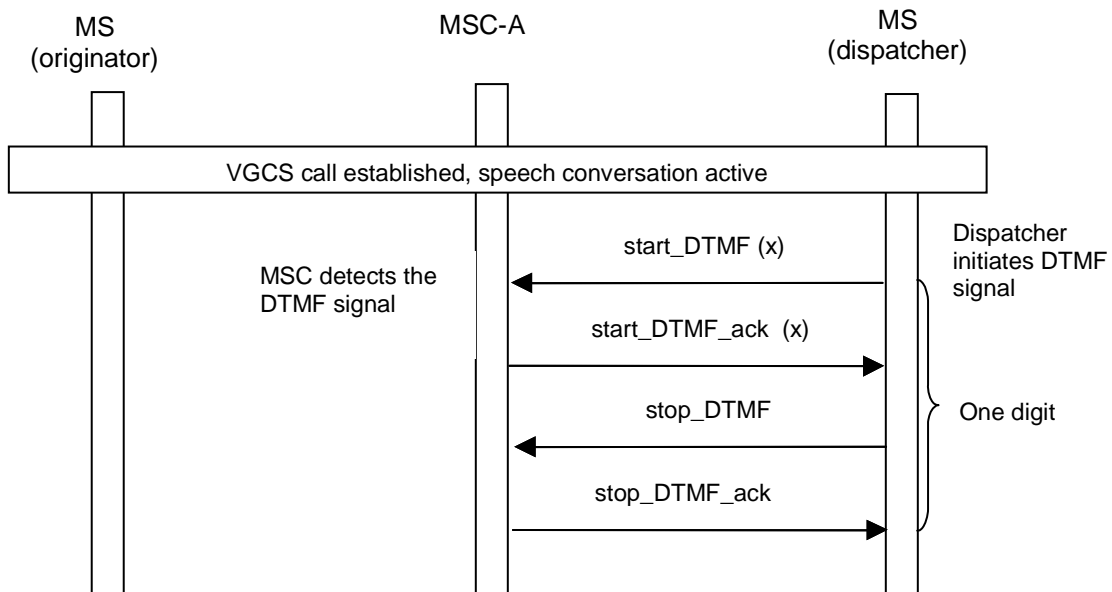 MS
(originator)
MSC-A
MS
(dispatcher)
VGCS call established, speech conversation active
start_DTMF (x)
Dispatcher
initiates DTMF
signal
MSC detects the
DTMF signal
start_DTMF_ack (x)
stop_DTMF
One digit
stop_DTMF_ack